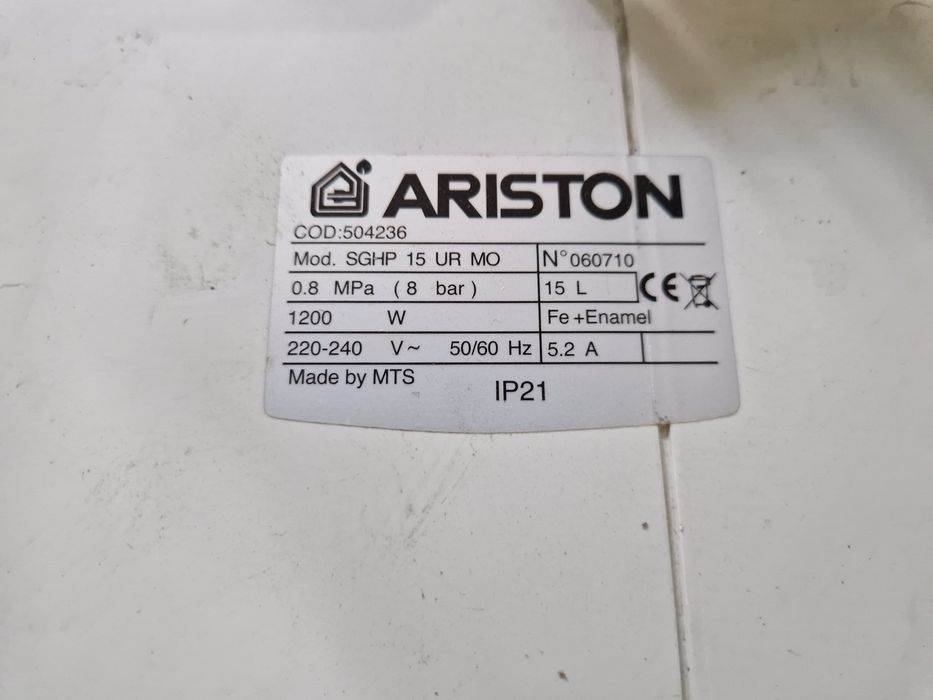 ARISTON
COD:504236
Mod. SGHP 15 UR MO N° 060710
0.8 MPa ( 8 bar ) 15 L CE
1200 W Fe +Enamel
220-240 V~ 50/60 Hz 5.2 A
Made by MTS
IP21